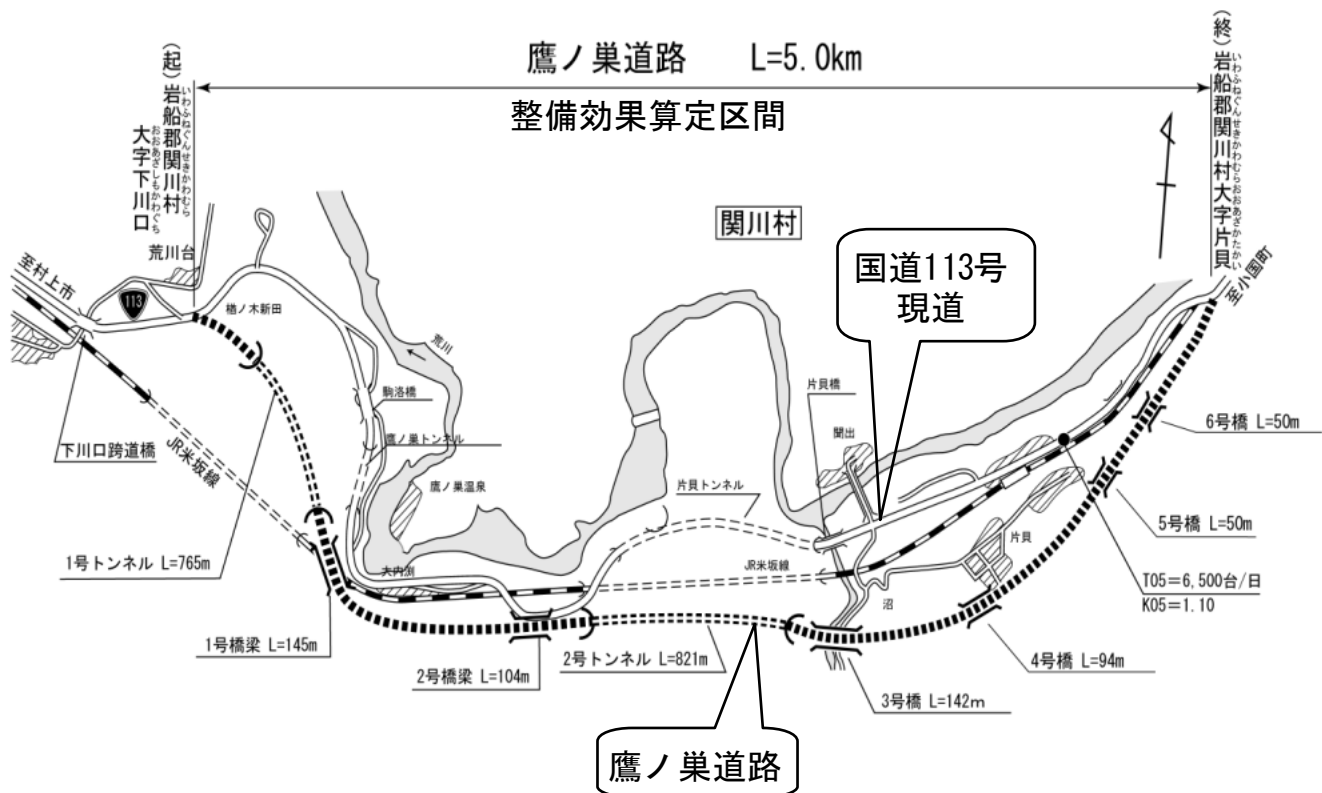 鷹ノ巣道路 L=5.0km
整備効果算定区間
(起)岩船郡関川村
いわふねぐんせきかわむら
大字下川口
おおあざしもかわぐち
(終)岩船郡関川村大字片貝
いわふねぐんせきかわむらおおあざかたかい
至小国町
関川村
国道113号
現道
荒川台
至村上市
113
楢ノ木新田
荒川
駒洛橋
鷹ノ巣トンネル
下川口跨道橋
JR米坂線
鷹ノ巣温泉
片貝橋
聞出
片貝トンネル
6号橋 L=50m
5号橋 L=50m
片貝
大内渕
JR米坂線
沼
T05=6,500台/日
K05=1.10
1号トンネル L=765m
1号橋梁 L=145m
2号橋梁 L=104m
2号トンネル L=821m
4号橋 L=94m
3号橋 L=142m
鷹ノ巣道路